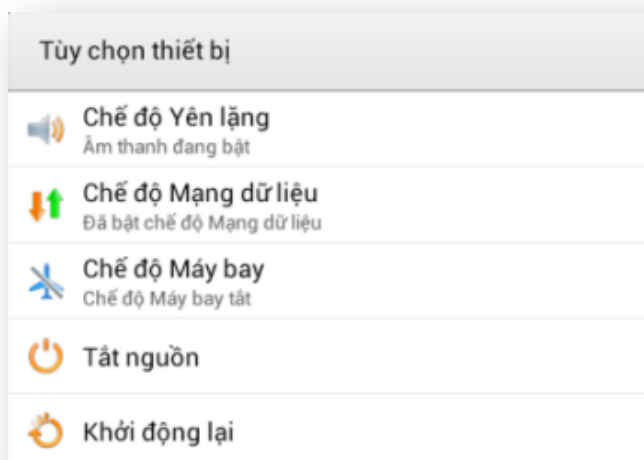 Tùy chọn thiết bị
Chế độ Yên lặng
Âm thanh đang bật
Chế độ Mạng dữ liệu
Đã bật chế độ Mạng dữ liệu
Chế độ Máy bay
Chế độ Máy bay tắt
Tắt nguồn
Khởi động lại